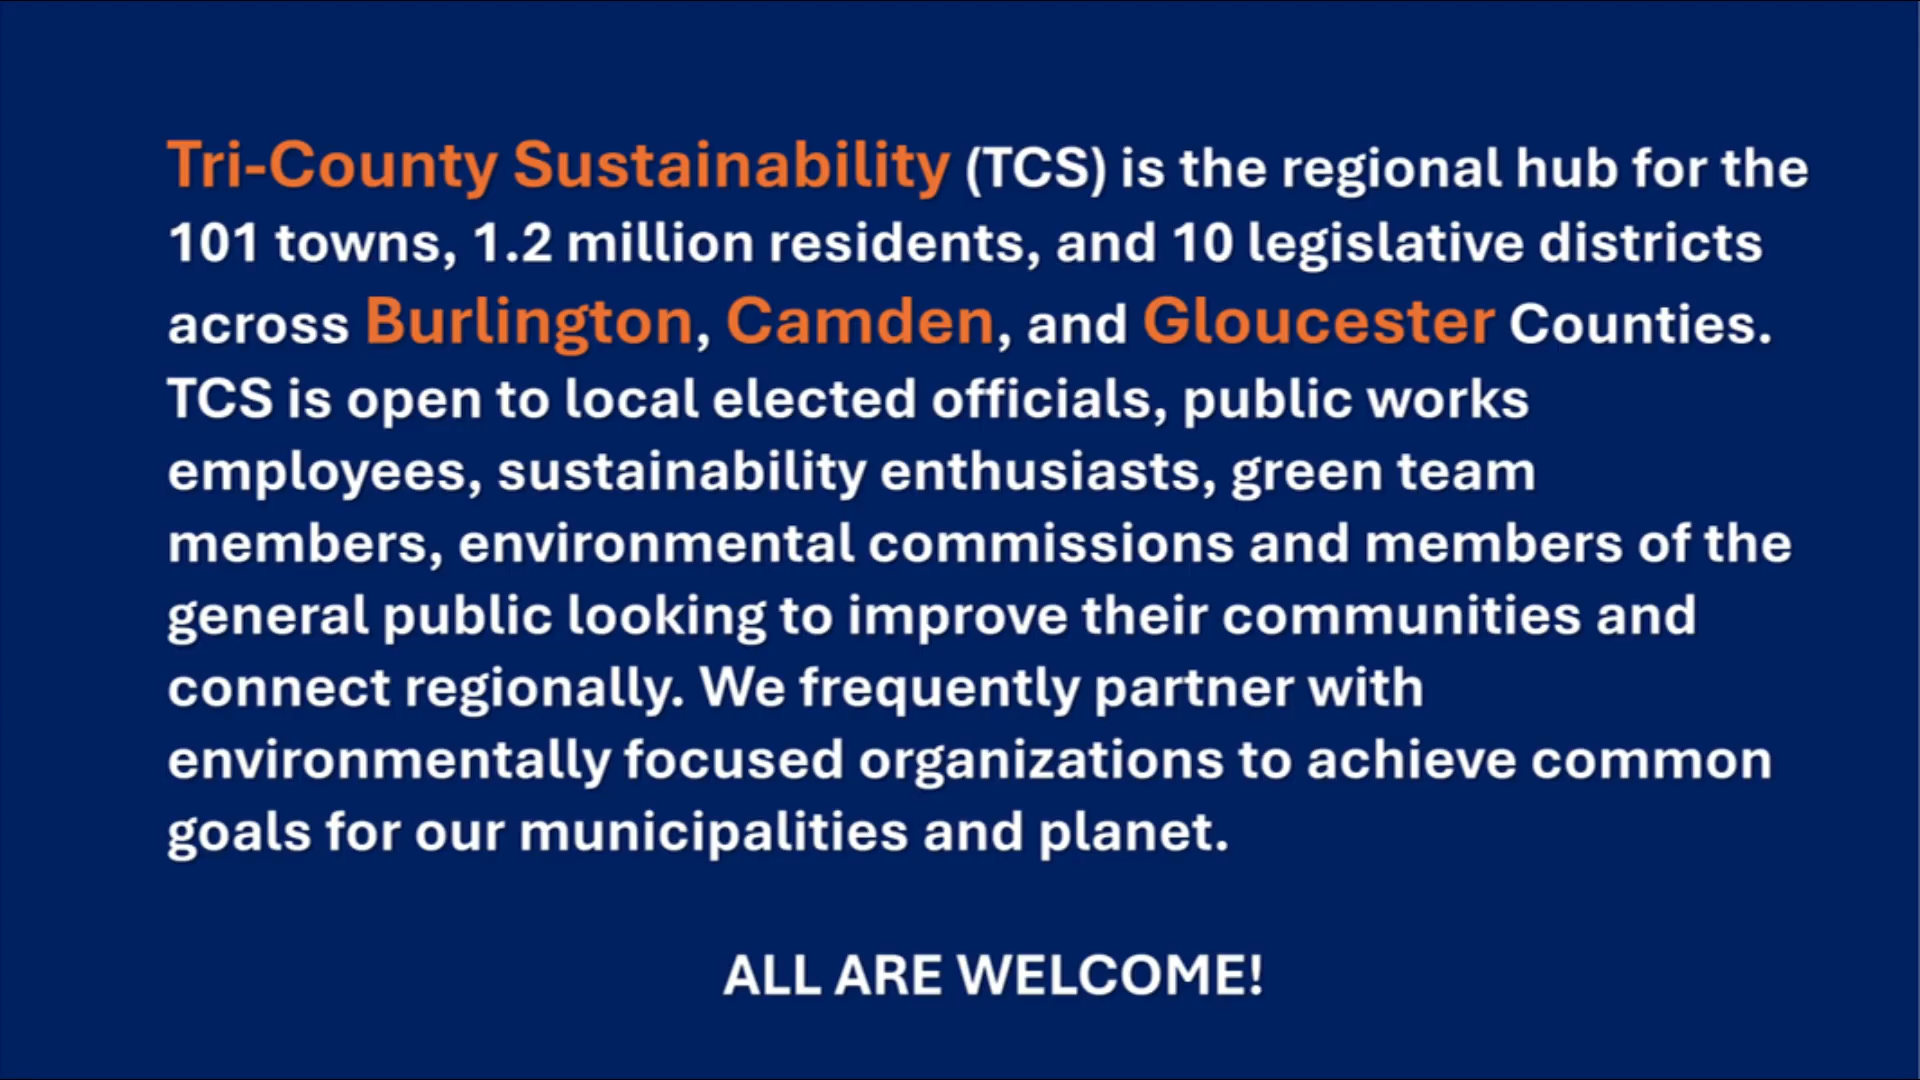 Tri-County Sustainability (TCS) is the regional hub for the
101 towns, 1.2 million residents, and 10 legislative districts
across Burlington, Camden, and Gloucester Counties.
TCS is open to local elected officials, public works
employees, sustainability enthusiasts, green team
members, environmental commissions and members of the
general public looking to improve their communities and
connect regionally. We frequently partner with
environmentally focused organizations to achieve common
goals for our municipalities and planet.
ALL ARE WELCOME!